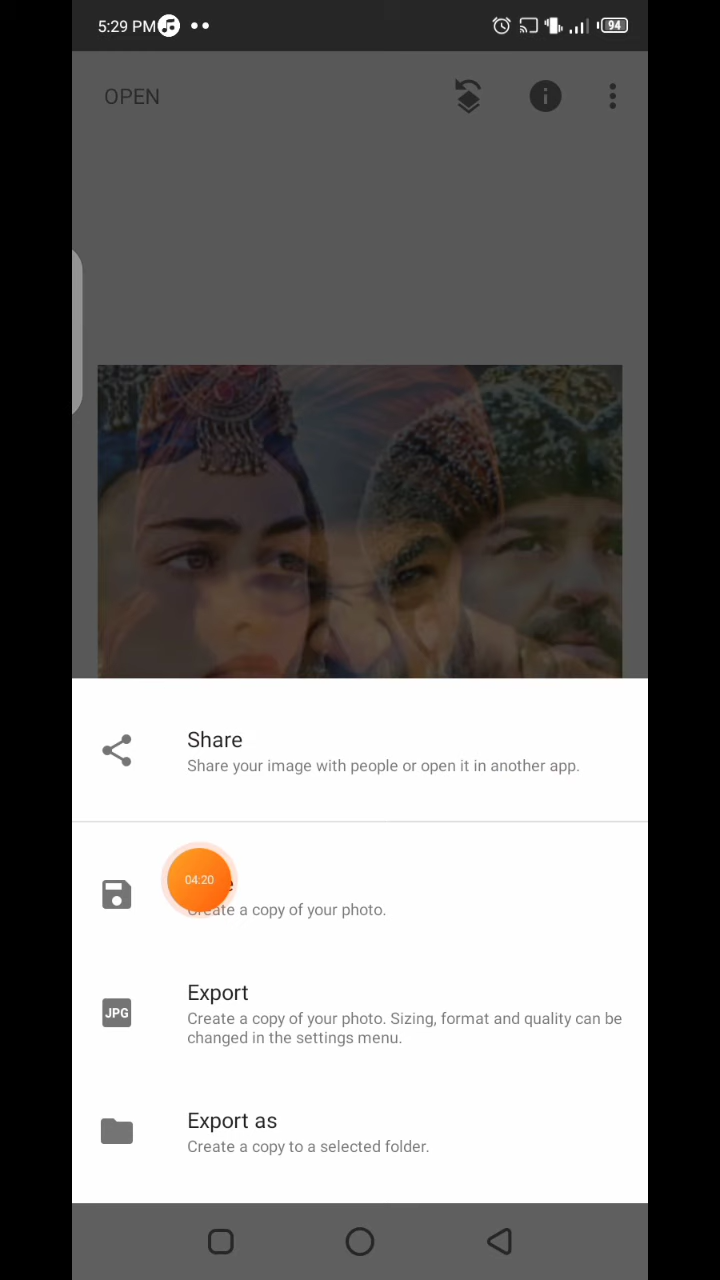 5:29 PM
94
OPEN
Share
Share your image with people or open it in another app.
04:20
Create a copy of your photo.
JPG
Export
Create a copy of your photo. Sizing, format and quality can be
changed in the settings menu.
Export as
Create a copy to a selected folder.